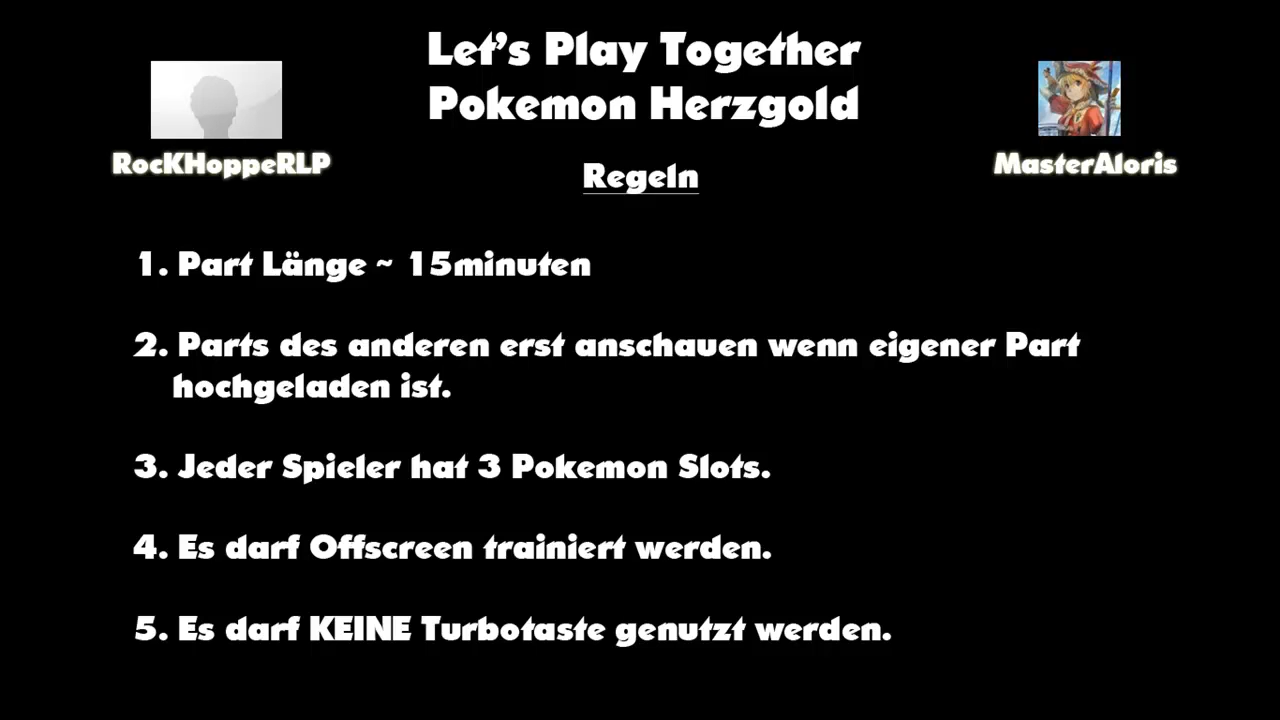 Let's Play Together
Pokemon Herzgold
RocKHoppeRLP
MasterAloris
Regeln
1. Part Länge ~ 15minuten
2. Parts des anderen erst anschauen wenn eigener Part
hochgeladen ist.
3. Jeder Spieler hat 3 Pokemon Slots.
4. Es darf Offscreen trainiert werden.
5. Es darf KEINE Turbotaste genutzt werden.